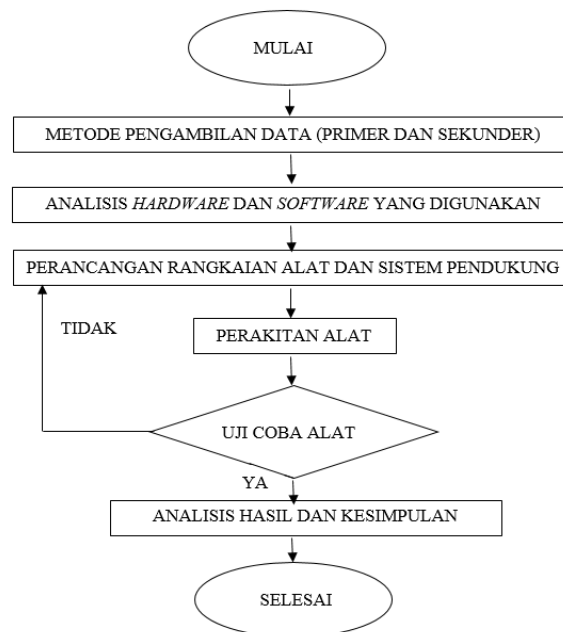 MULAI
METODE PENGAMBILAN DATA (PRIMER DAN SEKUNDER)
ANALISIS HARDWARE DAN SOFTWARE YANG DIGUNAKAN
PERANCANGAN RANGKAIAN ALAT DAN SISTEM PENDUKUNG
TIDAK
PERAKITAN ALAT
UJI COBA ALAT
YA
ANALISIS HASIL DAN KESIMPULAN
SELESAI